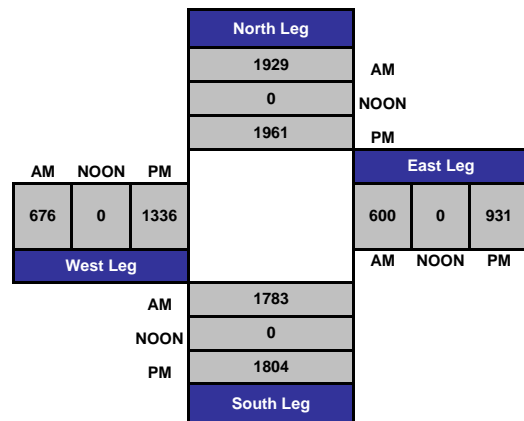 North Leg
1929 AM
0 NOON
1961 PM
AM NOON PM East Leg
676 0 1336 600 0 931
West Leg AM NOON PM
AM 1783
NOON 0
PM 1804
South Leg